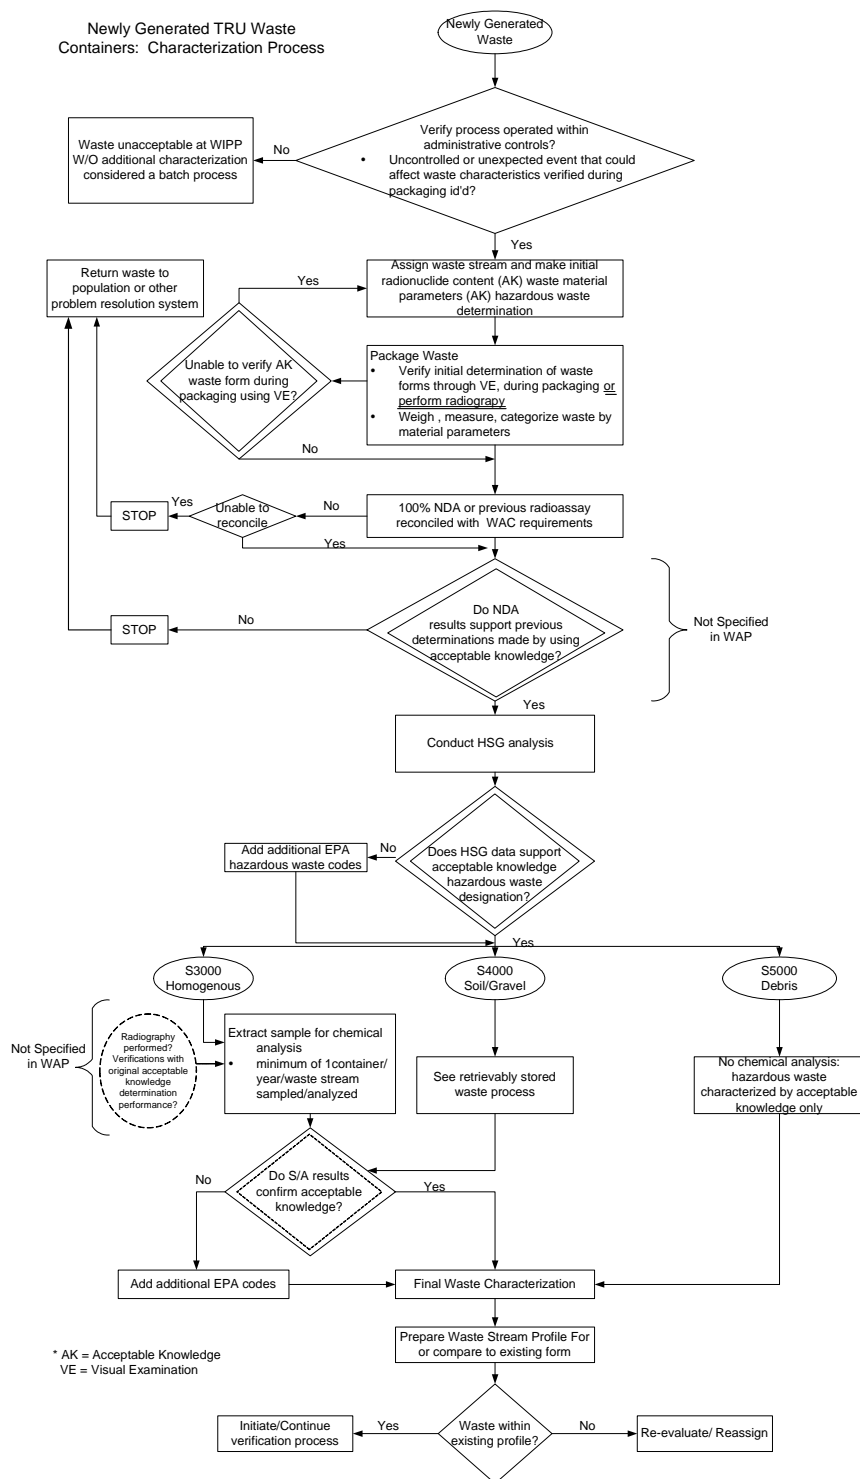 Newly Generated TRU Waste
Containers: Characterization Process
Newly Generated
Waste
Verify process operated within
administrative controls?
• Uncontrolled or unexpected event that could
affect waste characteristics verified during
packaging id'd?
No
Waste unacceptable at WIPP
W/O additional characterization
considered a batch process
Yes
Assign waste stream and make initial
radionuclide content (AK) waste material
parameters (AK) hazardous waste
determination
Return waste to
population or other
problem resolution system
Yes
Unable to verify AK
waste form during
packaging using VE?
Package Waste
• Verify initial determination of waste
forms through VE, during packaging or
perform radiograpy
• Weigh , measure, categorize waste by
material parameters
No
100% NDA or previous radioassay
reconciled with WAC requirements
No
Unable to
reconcile
Yes
STOP
Yes
Do NDA
results support previous
determinations made by using
acceptable knowledge?
Not Specified
in WAP
No
STOP
Yes
Conduct HSG analysis
Does HSG data support
acceptable knowledge
hazardous waste
designation?
No
Add additional EPA
hazardous waste codes
Yes
S3000
Homogenous
S4000
Soil/Gravel
S5000
Debris
Not Specified
in WAP
Radiography
performed?
Verifications with
original acceptable
knowledge
determination
performance?
Extract sample for chemical
analysis
• minimum of 1container/
year/waste stream
sampled/analyzed
See retrievably stored
waste process
No chemical analysis:
hazardous waste
characterized by acceptable
knowledge only
Do S/A results
confirm acceptable
knowledge?
No
Yes
Add additional EPA codes
Final Waste Characterization
Prepare Waste Stream Profile For
or compare to existing form
* AK = Acceptable Knowledge
VE = Visual Examination
Waste within
existing profile?
Yes
Initiate/Continue
verification process
No
Re-evaluate/ Reassign